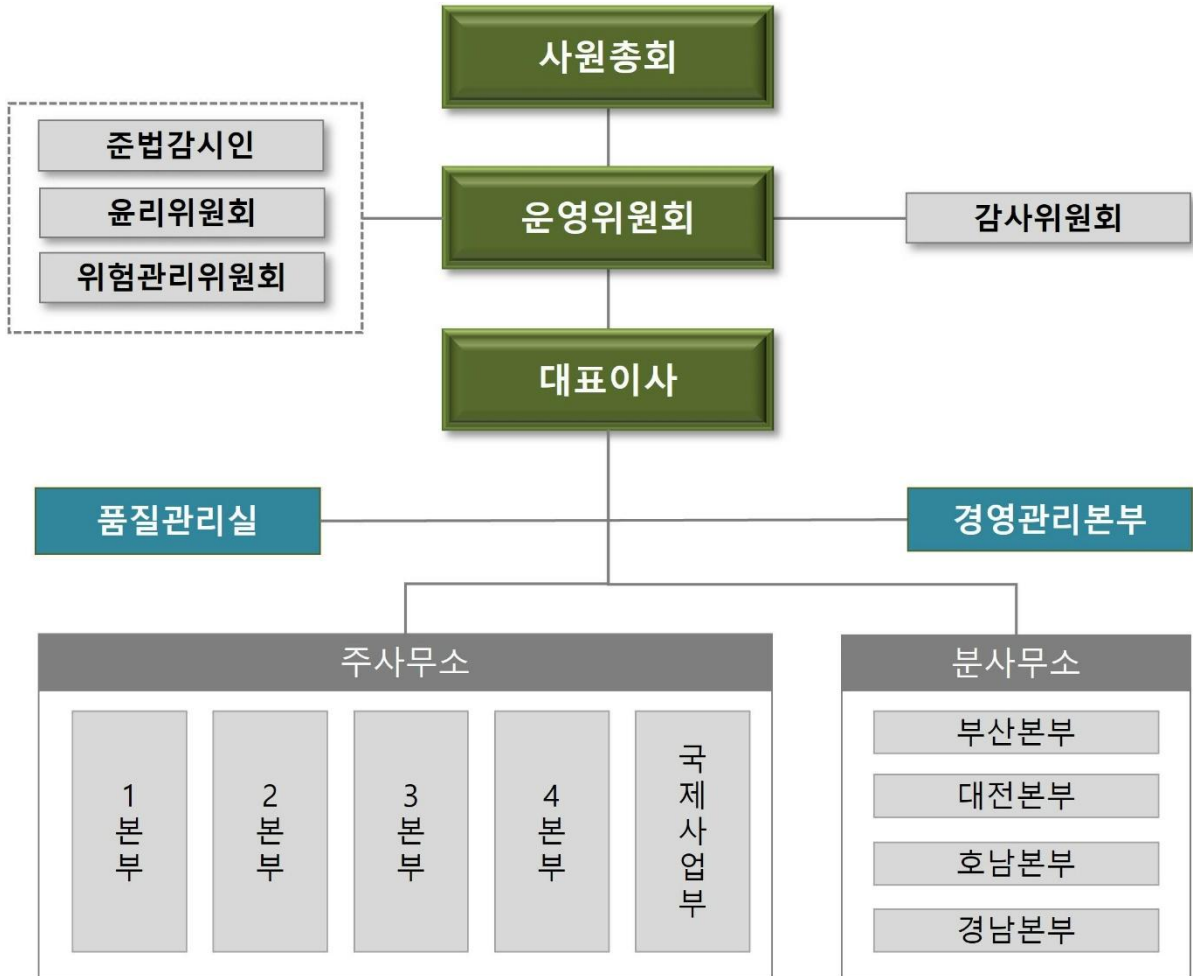 사원총회
준법감시인
윤리위원회
위험관리위원회
운영위원회
감사위원회
대표이사
품질관리실
경영관리본부
주사무소
1본부
2본부
3본부
4본부
국제사업부
분사무소
부산본부
대전본부
호남본부
경남본부